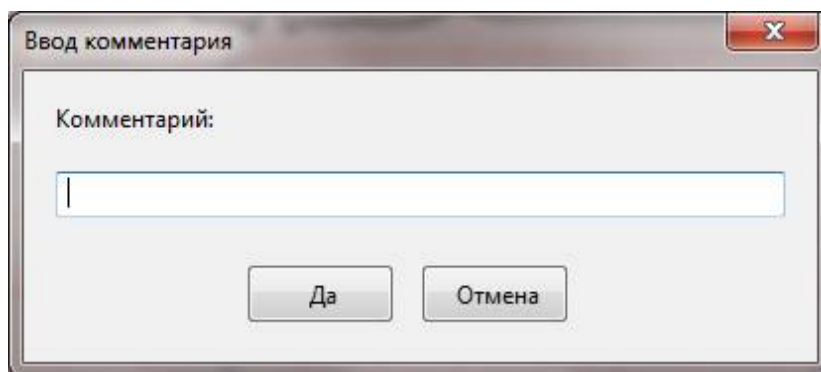 Ввод комментария
Комментарий:
Да
Отмена